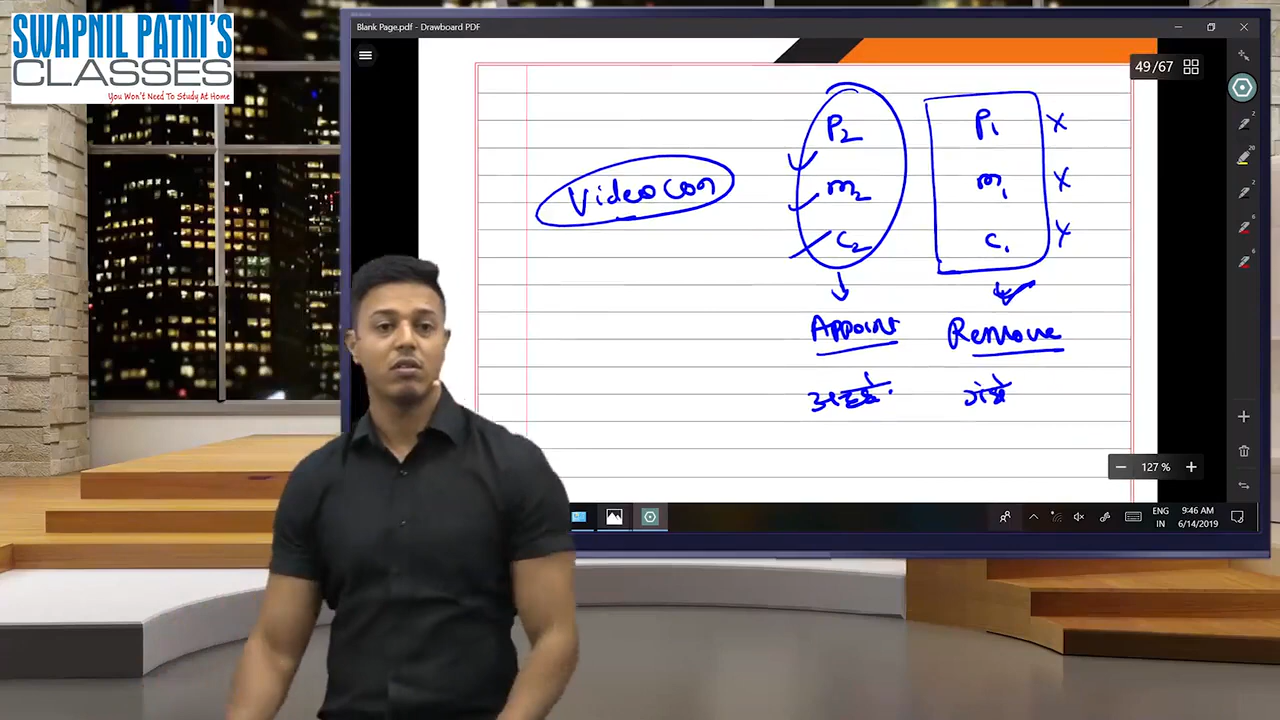 SWAPNIL PATNI'S
CLASSES
You Won't Need To Study At Home
Blank Page.pdf - Drawboard PDF
49/67
P2 P1 X
Videocon
m2 m1 X
C2 C1 X
Appoint Remove
127 %
ENG
IN
9:46 AM
6/14/2019